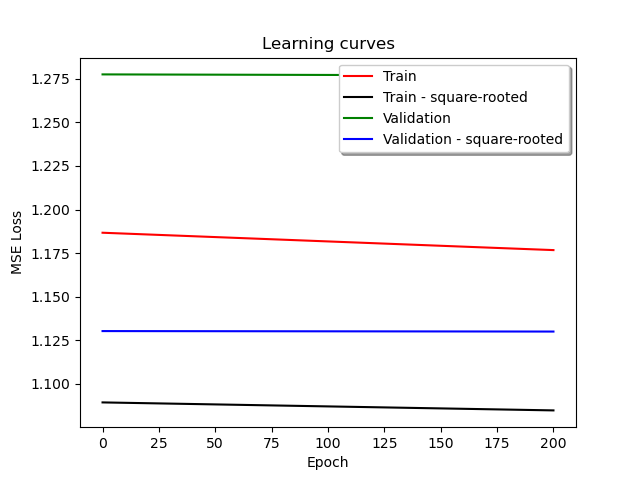 Learning curves
Train
Train - square-rooted
Validation
Validation - square-rooted
MSE Loss
1.275
1.250
1.225
1.200
1.175
1.150
1.125
1.100
0 25 50 75 100 125 150 175 200
Epoch